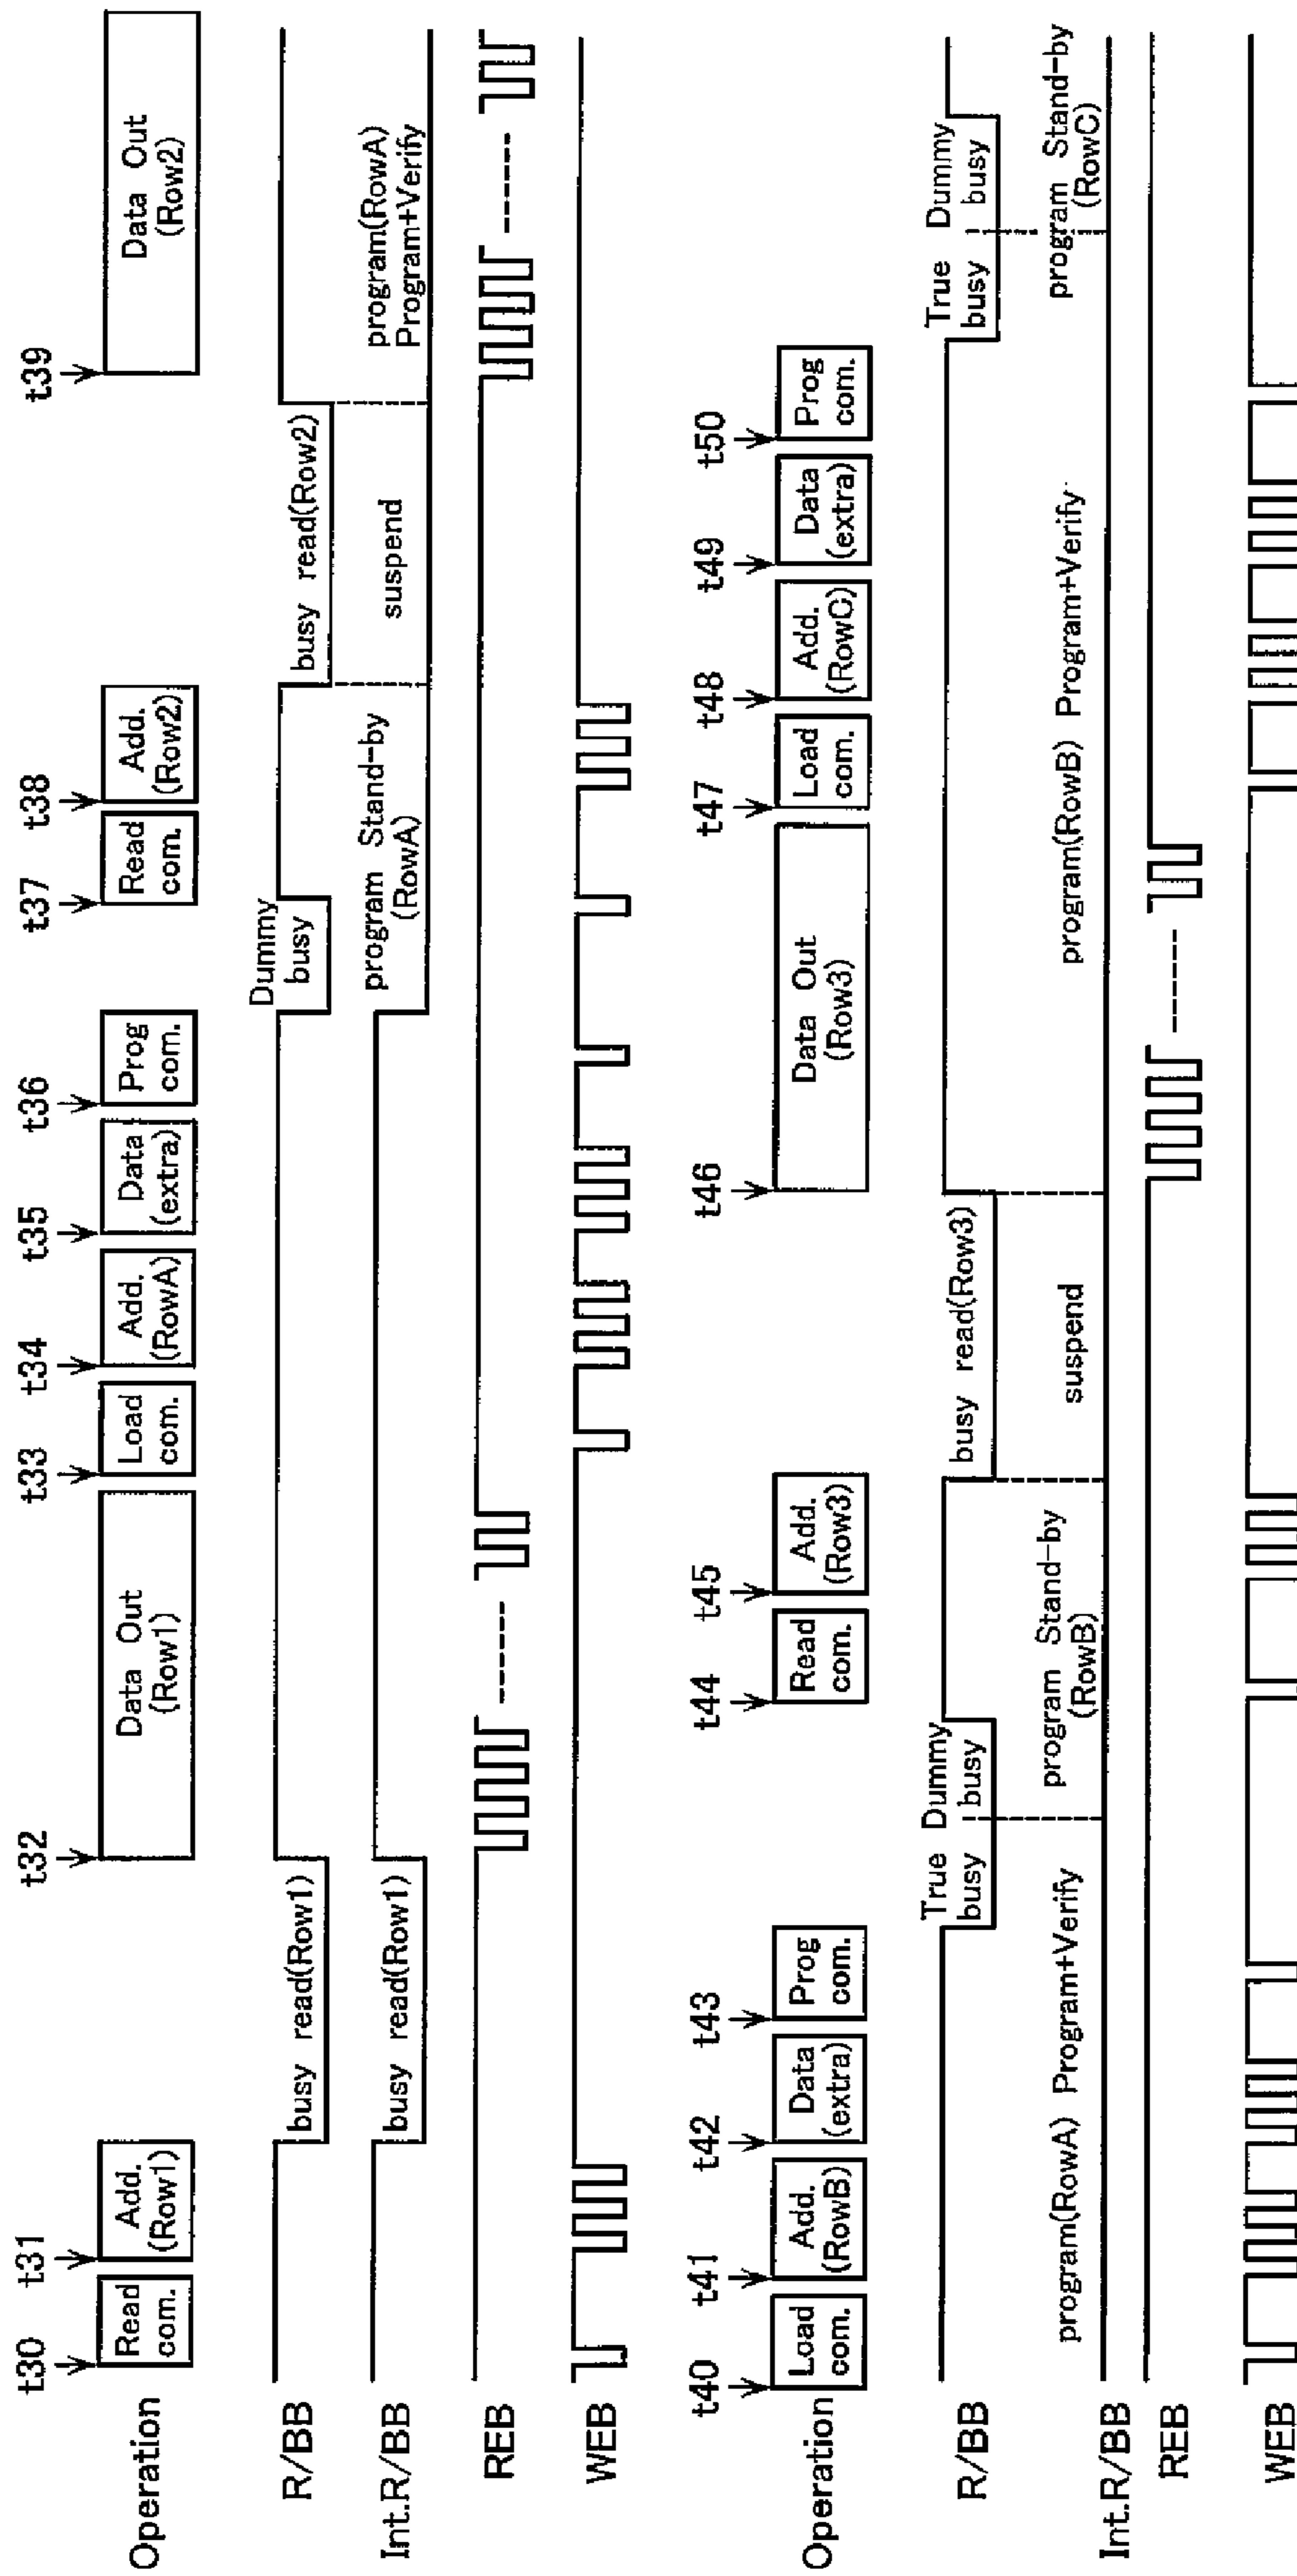 t30 t31 t32 t33 t34 t35 t36 t37 t38 t39
Operation
Read
com.
Add.
(Row1)
Data Out
(Row1)
Load
com.
Add.
(RowA)
Data
(extra)
Prog
com.
Read
com.
Add.
(Row2)
Data Out
(Row2)
R/BB
busy read(Row1)
Dummy
busy
busy read(Row2)
Int.R/BB
busy read(Row1)
program Stand-by
(RowA)
suspend
program(RowA)
Program+Verify
REB
WEB
t40 t41 t42 t43 t44 t45 t46 t47 t48 t49 t50
Operation
Load
com.
Add.
(RowB)
Data
(extra)
Prog
com.
Read
com.
Add.
(Row3)
Data Out
(Row3)
Load
com.
Add.
(RowC)
Data
(extra)
Prog
com.
R/BB
True Dummy
busy busy
busy read(Row3)
True Dummy
busy busy
Int.R/BB
program(RowA) Program+Verify
program Stand-by
(RowB)
suspend
program(RowB) Program+Verify
program Stand-by
(RowC)
REB
WEB